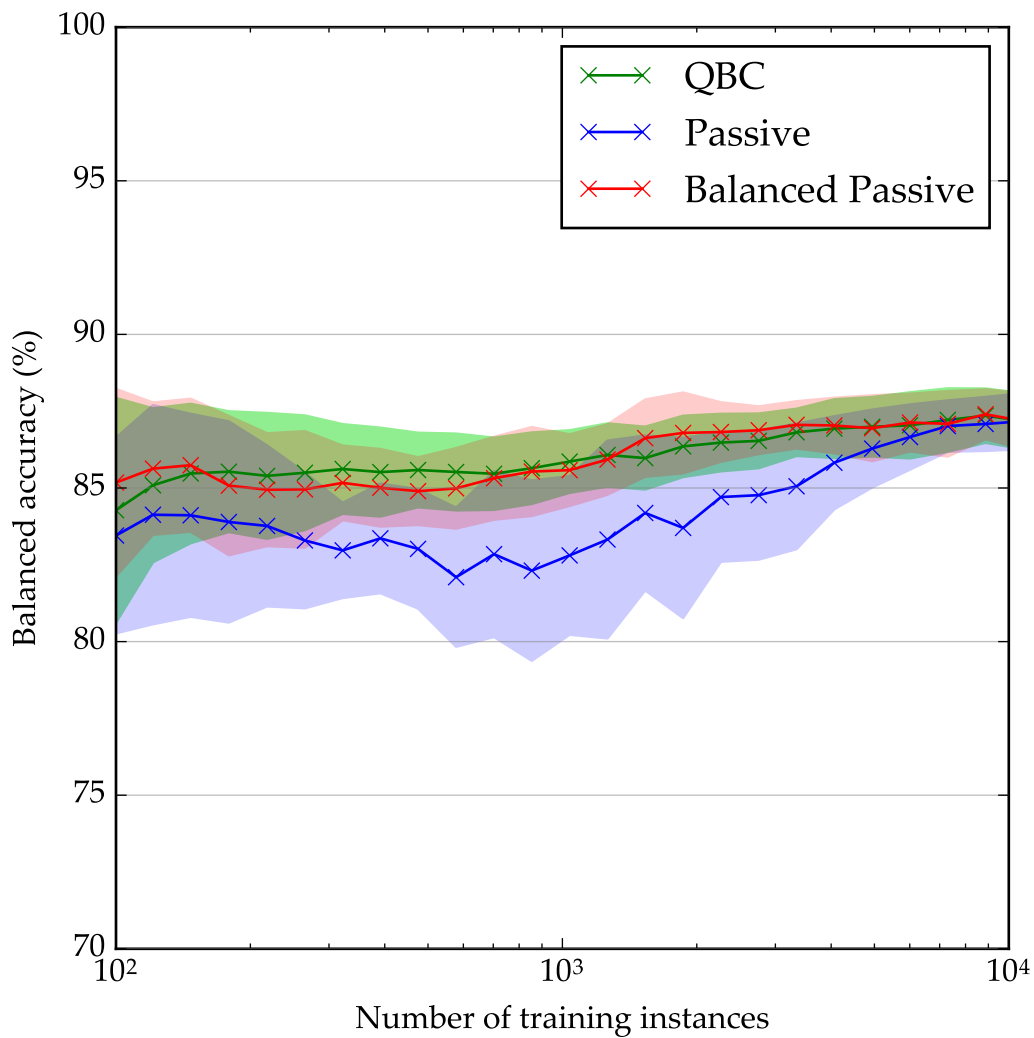 100
95
90
85
80
75
70
10²
10³
10⁴
Balanced accuracy (%)
Number of training instances
QBC
Passive
Balanced Passive